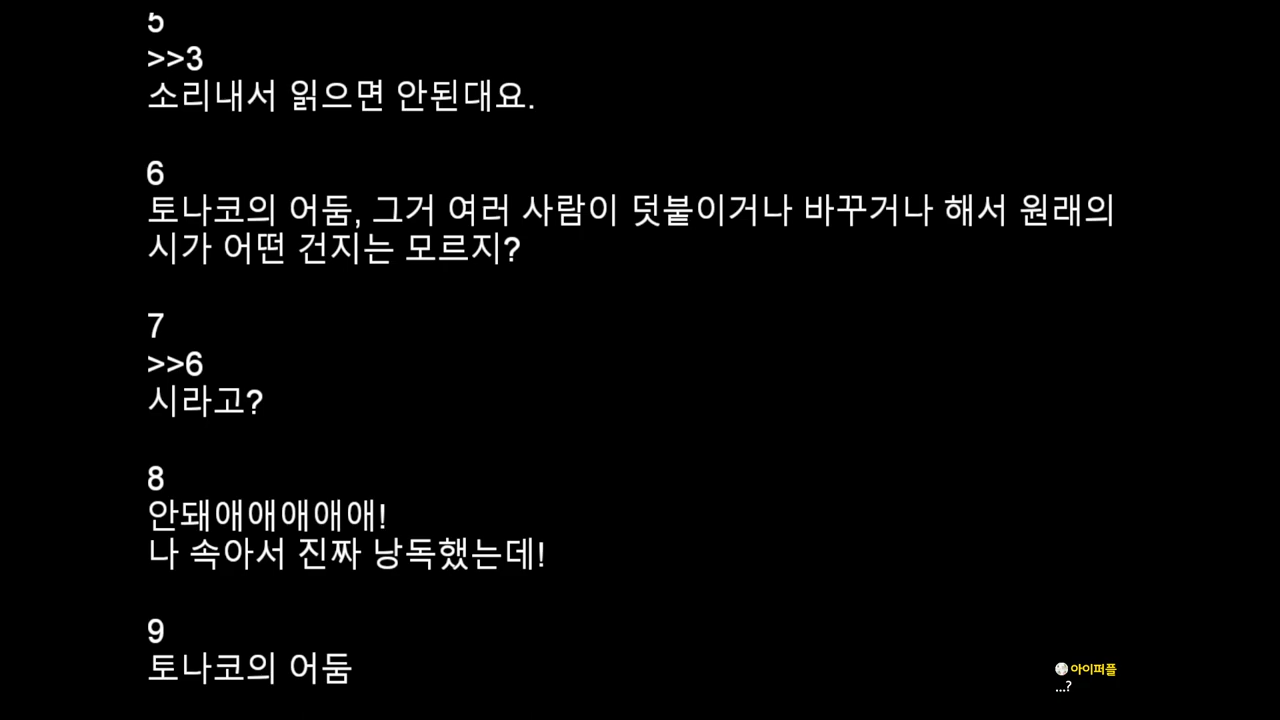 5
>>3
소리내서 읽으면 안된대요.
6
토나코의 어둠, 그거 여러 사람이 덧붙이거나 바꾸거나 해서 원래의
시가 어떤 건지는 모르지?
7
>>6
시라고?
8
안돼애애애애애!
나 속아서 진짜 낭독했는데!
9
토나코의 어둠
아이퍼플
...?